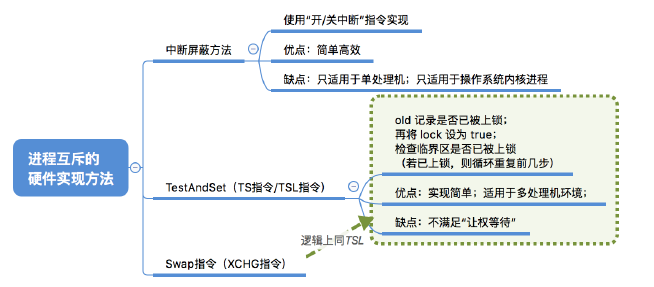 使用“开/关中断”指令实现
中断屏蔽方法
优点：简单高效
缺点：只适用于单处理机；只适用于操作系统内核进程
old 记录是否已被上锁；
再将 lock 设为 true；
检查临界区是否已被上锁
（若已上锁，则循环重复前几步）
进程互斥的
硬件实现方法
TestAndSet（TS指令/TSL指令）
优点：实现简单；适用于多处理机环境；
缺点：不满足“让权等待”
逻辑上同TSL
Swap指令（XCHG指令）